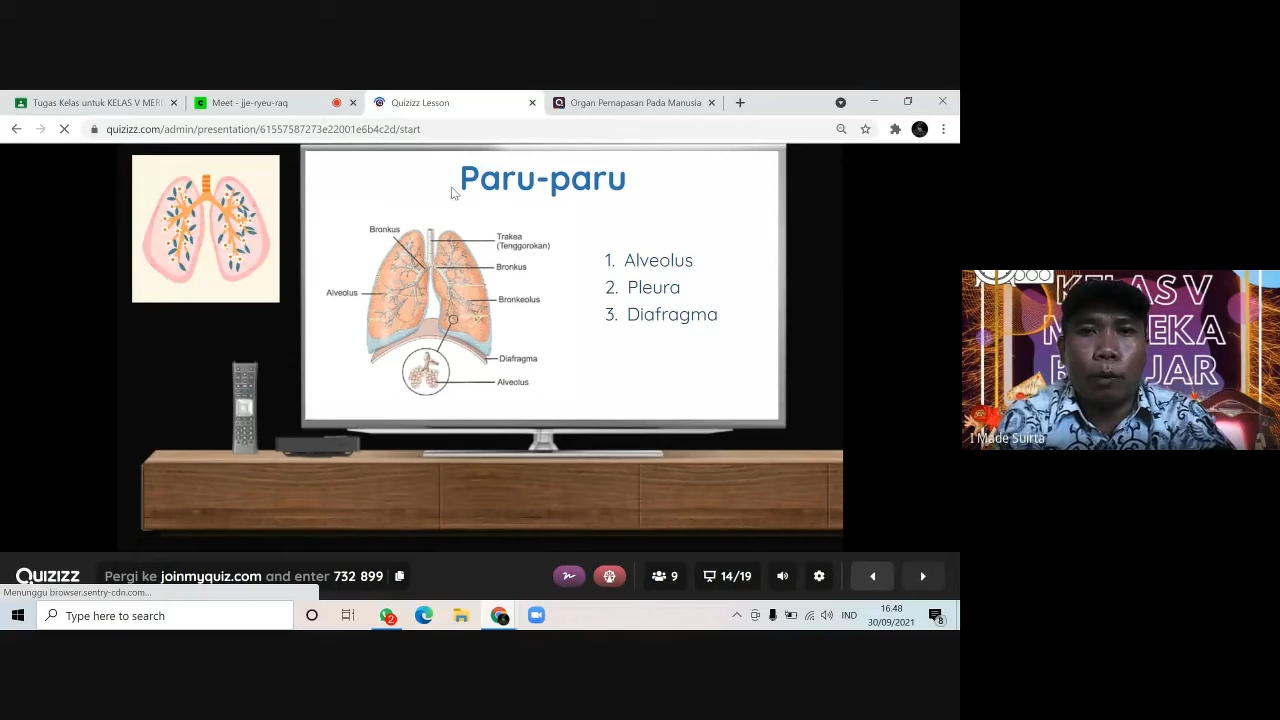 Tugas Kelas untuk KELAS V MER
Meet - jje-ryeu-raq
Quizizz Lesson
Organ Pernapasan Pada Manusia
quizizz.com/admin/presentation/61557587273e22001e6b4c2d/start
Paru-paru
Bronkus
Trakea
(Tenggorokan)
Bronkus
Alveolus
Bronkeolus
Diafragma
Alveolus
1. Alveolus
2. Pleura
3. Diafragma
KELAS V
I Made Suirta
QUIZIZZ
Pergi ke joinmyquiz.com and enter 732 899
9
14/19
Menunggu browser.sentry-cdn.com...
Type here to search
2
IND
16.48
30/09/2021
8